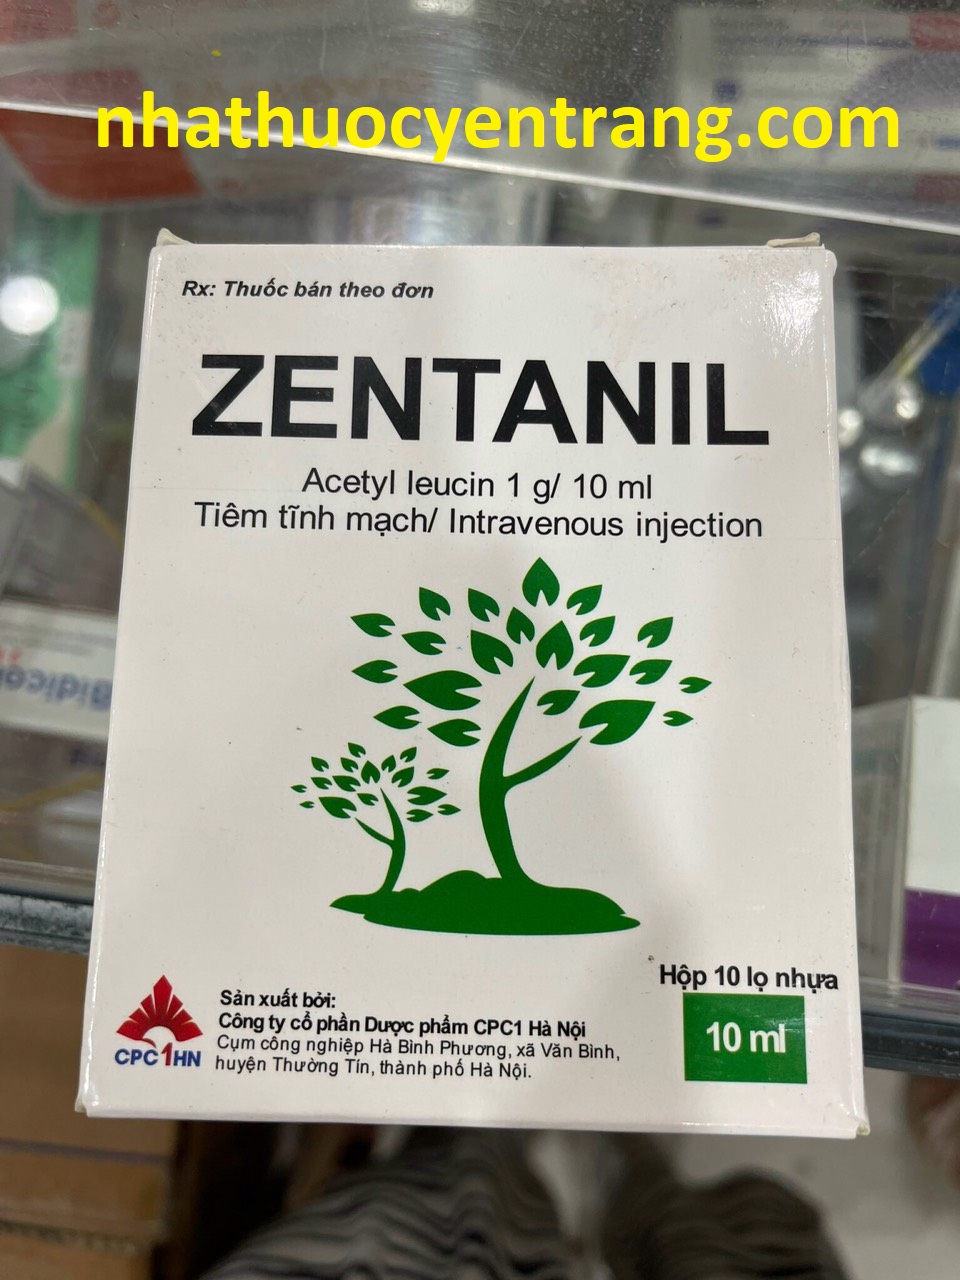 nhathuocyentrang.com
Rx: Thuốc bán theo đơn
ZENTANIL
Acetyl leucin 1 g/ 10 ml
Tiêm tĩnh mạch/ Intravenous injection
Bidico
Hộp 10 lọ nhựa
10 ml
CPC1HN
Sản xuất bởi:
Công ty cổ phần Dược phẩm CPC1 Hà Nội
Cụm công nghiệp Hà Bình Phương, xã Văn Bình,
huyện Thường Tín, thành phố Hà Nội.